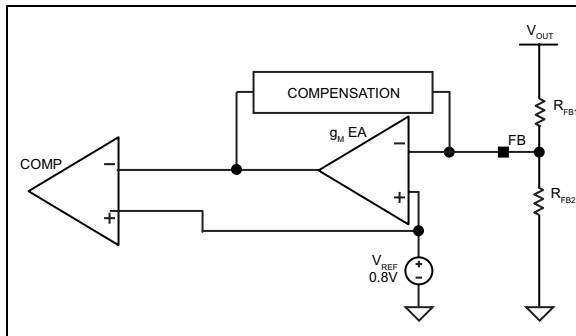 V_OUT
COMPENSATION
R_FB1
g_M EA
FB
COMP
−
−
+
+
R_FB2
V_REF
0.8V
+
−